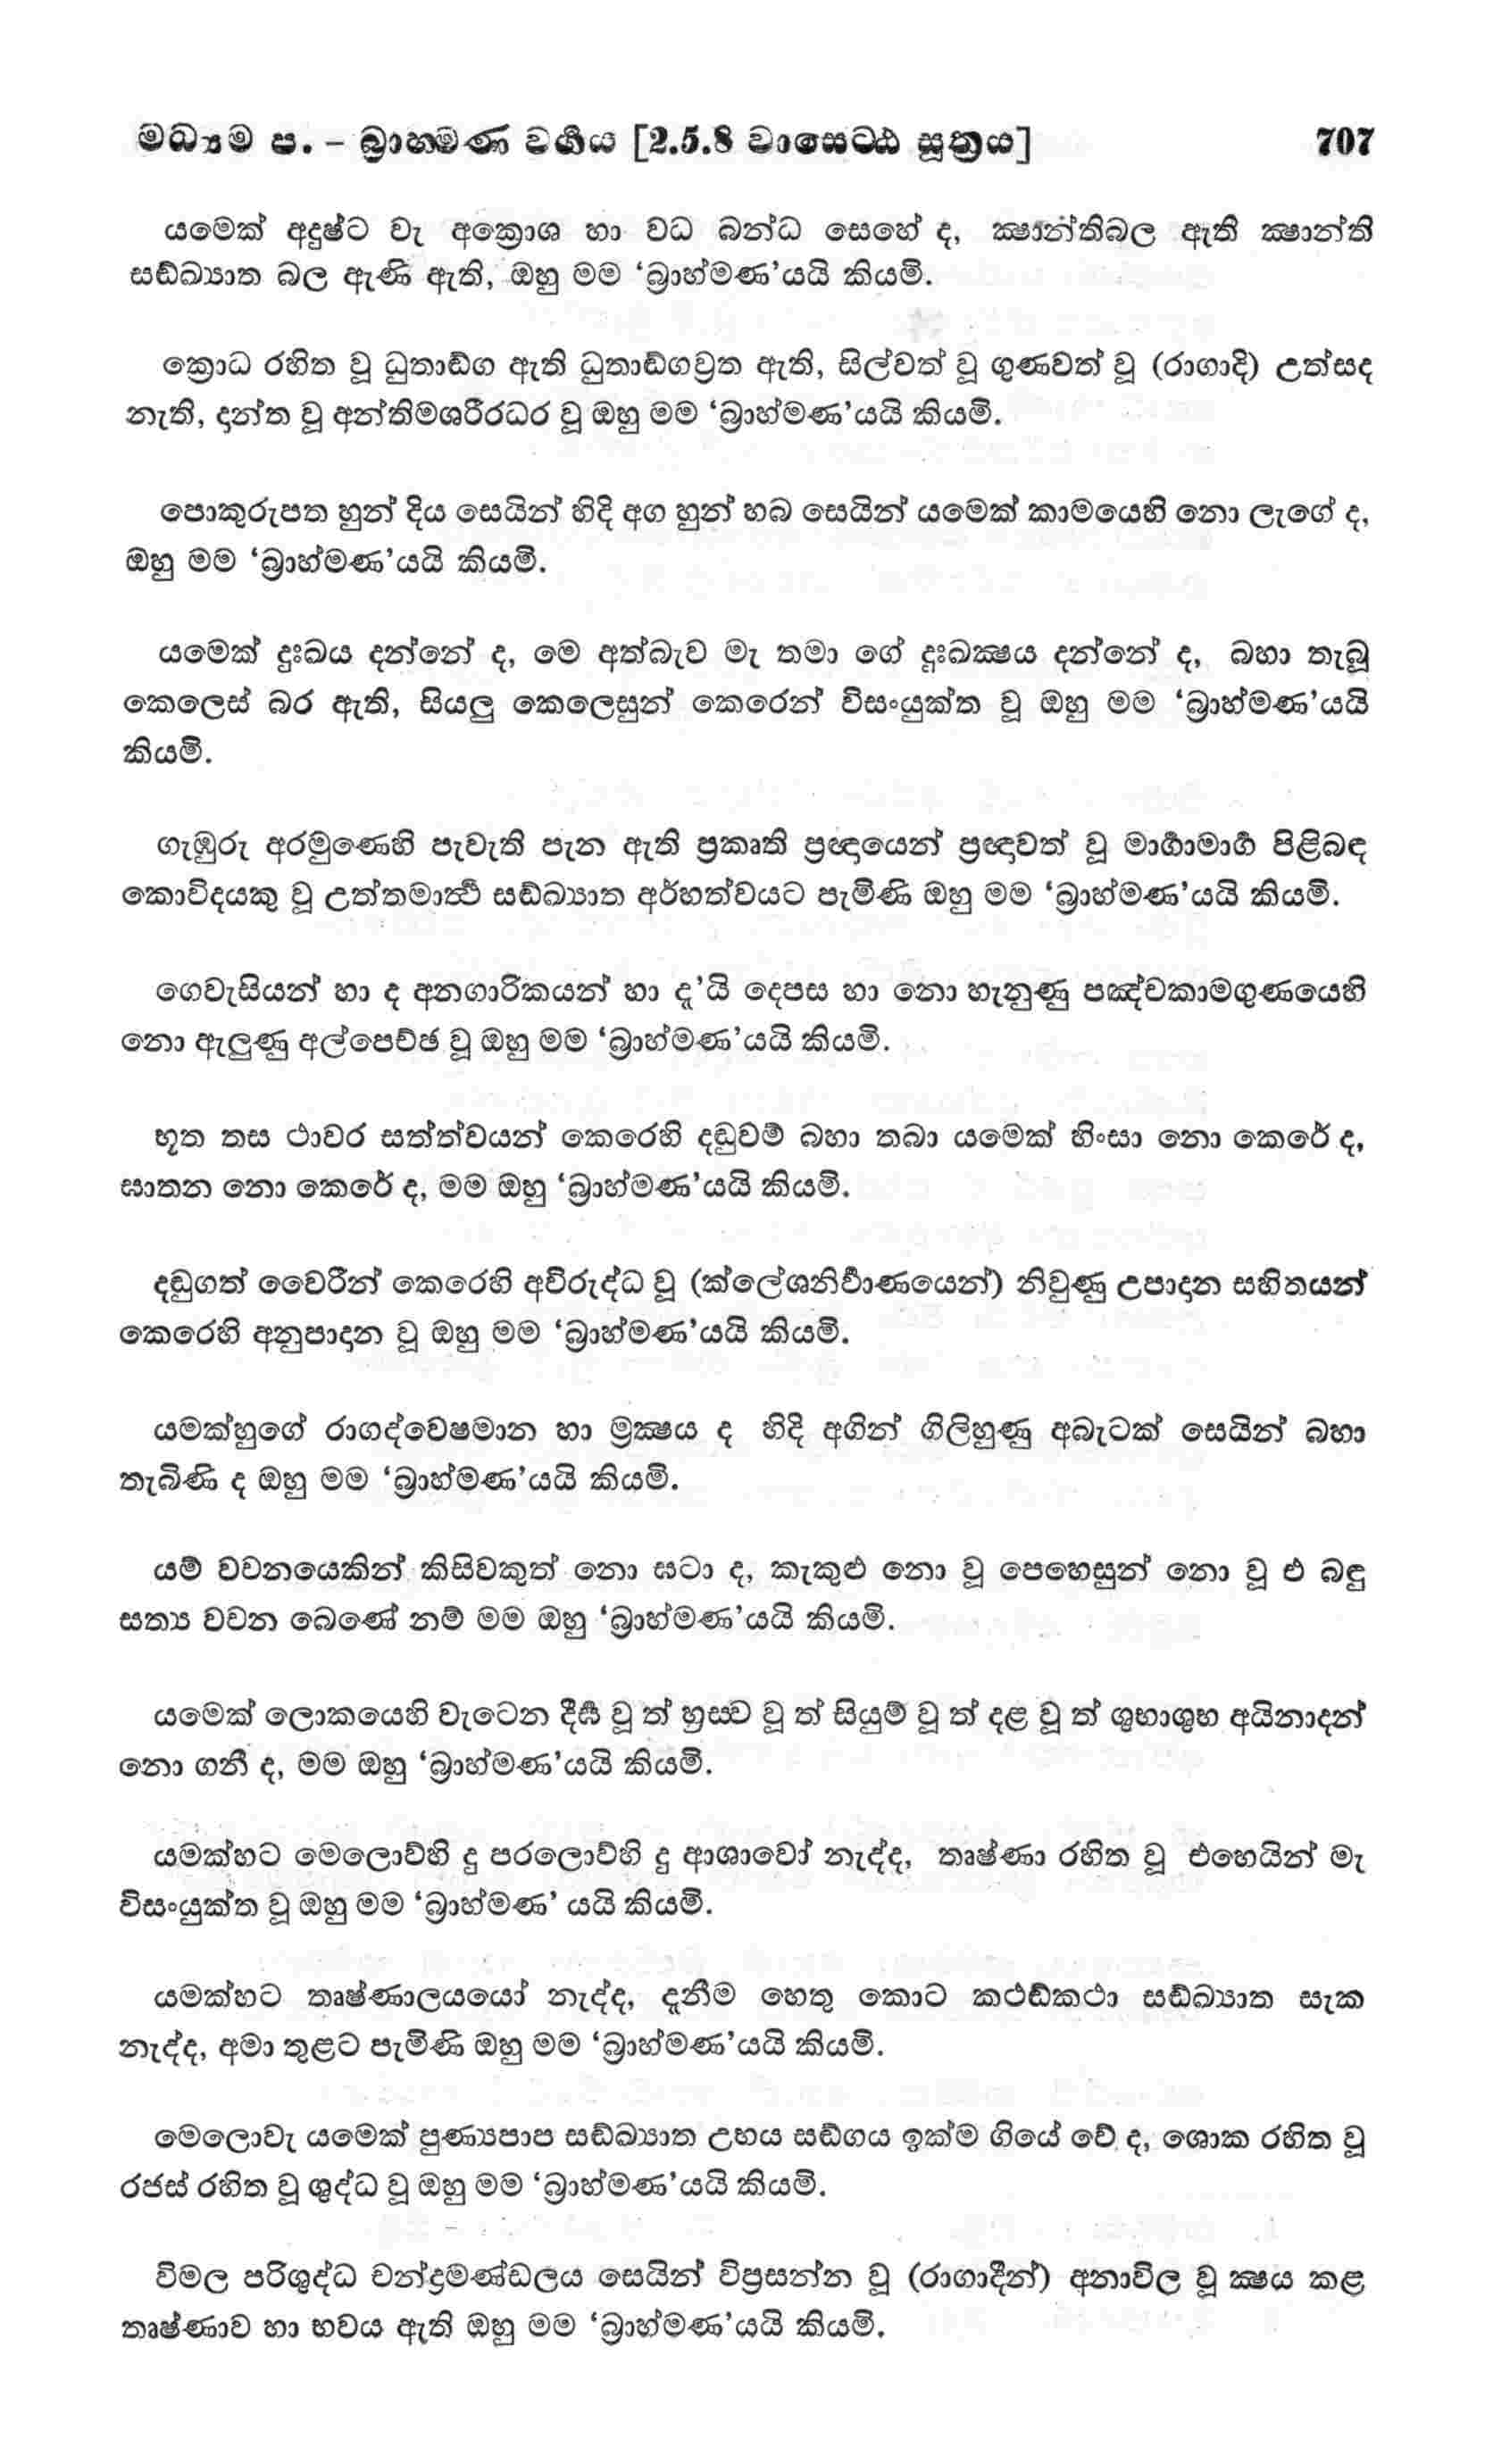 මධ්‍යම ප. – බ්‍රාහමණ වර්‍ගය [2.5.8 වාසෙට්ඨ සූත්‍රය] 707
යමෙක් අදුෂ්ට වැ අක්‍රොශ හා වධ බන්ධ සෙහේ ද, ක්‍ෂාන්තිබල ඇති ක්‍ෂාන්ති
සඞ්ඛ්‍යාත බල ඇණි ඇති, ඔහු මම ‘බ්‍රාහ්මණ’යයි කියමි.
ක්‍රොධ රහිත වූ ධුතාඞ්ග ඇති ධුතාඞ්ගව්‍රත ඇති, සිල්වත් වූ ගුණවත් වූ (රාගාදි) උත්සද
නැති, දාන්ත වූ අන්තිමශරීරධර වූ ඔහු මම ‘බ්‍රාහ්මණ’යයි කියමි.
පොකුරුපත හුන් දිය සෙයින් හිදි අග හුන් හබ සෙයින් යමෙක් කාමයෙහි නො ලැගේ ද,
ඔහු මම ‘බ්‍රාහ්මණ’යයි කියමි.
යමෙක් දුඃඛය දන්නේ ද, මෙ අත්බැව මැ තමා ගේ දුඃඛක්‍ෂය දන්නේ ද, බහා තැබූ
කෙලෙස් බර ඇති, සියලු කෙලෙසුන් කෙරෙන් විසංයුක්ත වූ ඔහු මම ‘බ්‍රාහ්මණ’යයි
කියමි.
ගැඹුරු අරමුණෙහි පැවැති පැන ඇති ප්‍රකෘති ප්‍රඥායෙන් ප්‍රඥාවත් වූ මාර්‍ගාමාර්‍ග පිළිබඳ
කොවිදයකු වූ උත්තමාර්‍ත්‍ථ සඞ්ඛ්‍යාත අර්හත්වයට පැමිණි ඔහු මම ‘බ්‍රාහ්මණ’යයි කියමි.
ගෙවැසියන් හා ද අනගාරිකයන් හා ද’යි දෙපස හා නො හැනුණු පඤ්චකාමගුණයෙහි
නො ඇලුණු අල්පෙච්ඡ වූ ඔහු මම ‘බ්‍රාහ්මණ’යයි කියමි.
භූත තස ථාවර සත්ත්වයන් කෙරෙහි දඬුවම් බහා තබා යමෙක් හිංසා නො කෙරේ ද,
ඝාතන නො කෙරේ ද, මම ඔහු ‘බ්‍රාහ්මණ’යයි කියමි.
දඬුගත් වෛරීන් කෙරෙහි අවිරුද්ධ වූ (ක්ලේශනිර්‍වාණයෙන්) නිවුණු උපාදාන සහිතයන්
කෙරෙහි අනුපාදාන වූ ඔහු මම ‘බ්‍රාහ්මණ’යයි කියමි.
යමක්හුගේ රාගද්වෙෂමාන හා ම්‍රක්‍ෂය ද හිදි අගින් ගිලිහුණු අබැටක් සෙයින් බහා
තැබිණි ද ඔහු මම ‘බ්‍රාහ්මණ’යයි කියමි.
යම් වචනයෙකින් කිසිවකුත් නො ඝටා ද, කැකුළු නො වූ පෙහෙසුන් නො වූ එ බඳු
සත්‍ය වචන බෙණේ නම් මම ඔහු ‘බ්‍රාහ්මණ’යයි කියමි.
යමෙක් ලොකයෙහි වැටෙන දීර්‍ඝ වූ ත් හ්‍රස්ව වූ ත් සියුම් වූ ත් දළ වූ ත් ශුභාශුභ අයිනාදන්
නො ගනී ද, මම ඔහු ‘බ්‍රාහ්මණ’යයි කියමි.
යමක්හට මෙලොව්හි දු පරලොව්හි දු ආශාවෝ නැද්ද, තෘෂ්ණා රහිත වූ එහෙයින් මැ
විසංයුක්ත වූ ඔහු මම ‘බ්‍රාහ්මණ’ යයි කියමි.
යමක්හට තෘෂ්ණාලයයෝ නැද්ද, දැනීම හෙතු කොට කථඞ්කථා සඞ්ඛ්‍යාත සැක
නැද්ද, අමා තුළට පැමිණි ඔහු මම ‘බ්‍රාහ්මණ’යයි කියමි.
මෙලොවැ යමෙක් පුණ්‍යපාප සඞ්ඛ්‍යාත උභය සඞ්ගය ඉක්ම ගියේ වේ ද, ශොක රහිත වූ
රජස් රහිත වූ ශුද්ධ වූ ඔහු මම ‘බ්‍රාහ්මණ’යයි කියමි.
විමල පරිශුද්ධ චන්ද්‍රමණ්ඩලය සෙයින් විප්‍රසන්න වූ (රාගාදීන්) අනාවිල වූ ක්‍ෂය කළ
තෘෂ්ණාව හා භවය ඇති ඔහු මම ‘බ්‍රාහ්මණ’යයි කියමි.